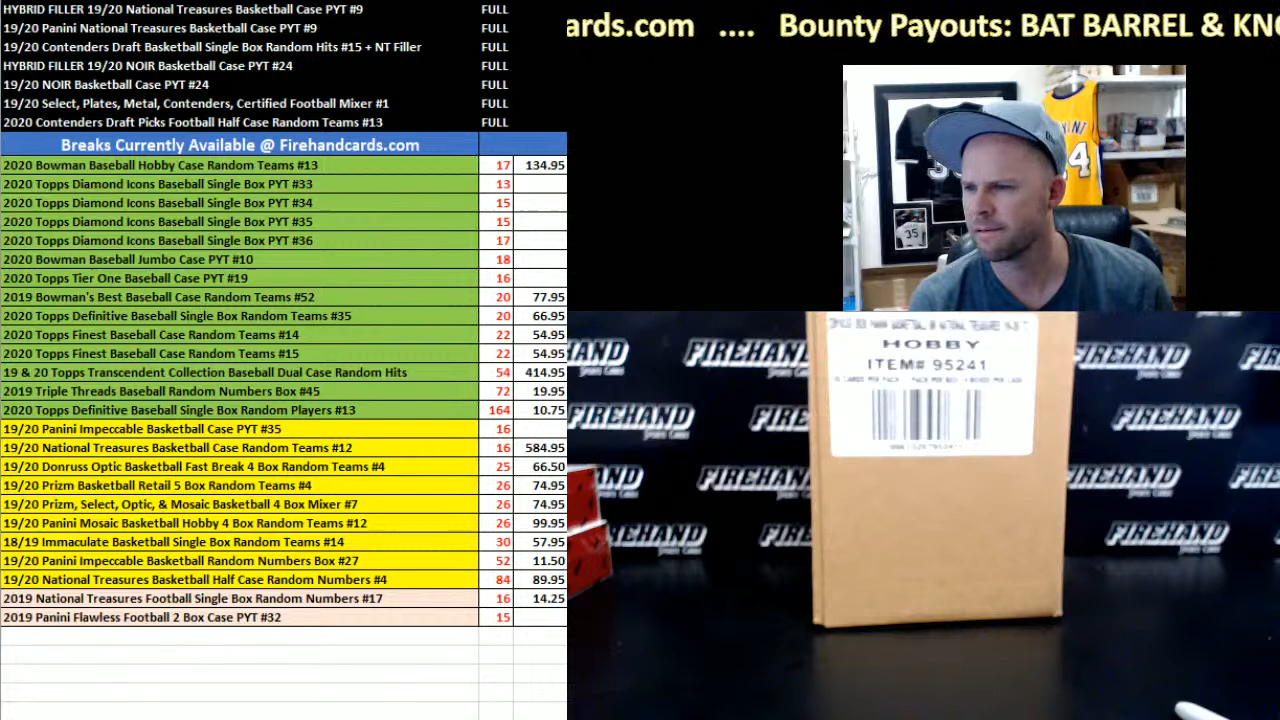 HYBRID FILLER 19/20 National Treasures Basketball Case PYT #9 FULL
19/20 Panini National Treasures Basketball Case PYT #9 FULL
19/20 Contenders Draft Basketball Single Box Random Hits #15 + NT Filler FULL
HYBRID FILLER 19/20 NOIR Basketball Case PYT #24 FULL
19/20 NOIR Basketball Case PYT #24 FULL
19/20 Select, Plates, Metal, Contenders, Certified Football Mixer #1 FULL
2020 Contenders Draft Picks Football Half Case Random Teams #13 FULL
Breaks Currently Available @ Firehandcards.com
2020 Bowman Baseball Hobby Case Random Teams #13 17 134.95
2020 Topps Diamond Icons Baseball Single Box PYT #33 13
2020 Topps Diamond Icons Baseball Single Box PYT #34 15
2020 Topps Diamond Icons Baseball Single Box PYT #35 15
2020 Topps Diamond Icons Baseball Single Box PYT #36 17
2020 Bowman Baseball Jumbo Case PYT #10 18
2020 Topps Tier One Baseball Case PYT #19 16
2019 Bowman's Best Baseball Case Random Teams #52 20 77.95
2020 Topps Definitive Baseball Single Box Random Teams #35 20 66.95
2020 Topps Finest Baseball Case Random Teams #14 22 54.95
2020 Topps Finest Baseball Case Random Teams #15 22 54.95
19 & 20 Topps Transcendent Collection Baseball Dual Case Random Hits 54 414.95
2019 Triple Threads Baseball Random Numbers Box #45 72 19.95
2020 Topps Definitive Baseball Single Box Random Players #13 164 10.75
19/20 Panini Impeccable Basketball Case PYT #35 16
19/20 National Treasures Basketball Case Random Teams #12 16 584.95
19/20 Donruss Optic Basketball Fast Break 4 Box Random Teams #4 25 66.50
19/20 Prizm Basketball Retail 5 Box Random Teams #4 26 74.95
19/20 Prizm, Select, Optic, & Mosaic Basketball 4 Box Mixer #7 26 74.95
19/20 Panini Mosaic Basketball Hobby 4 Box Random Teams #12 26 99.95
18/19 Immaculate Basketball Single Box Random Teams #14 30 57.95
19/20 Panini Impeccable Basketball Random Numbers Box #27 52 11.50
19/20 National Treasures Basketball Half Case Random Numbers #4 84 89.95
2019 National Treasures Football Single Box Random Numbers #17 16 14.25
2019 Panini Flawless Football 2 Box Case PYT #32 15
ards.com .... Bounty Payouts: BAT BARREL & KN
35
HOBBY
ITEM# 95241
FIREHAND
FIREHAND
FIREHAND
FIREHAND
FIREHAND
FIREHAND
FIREHAND
FIREHAND